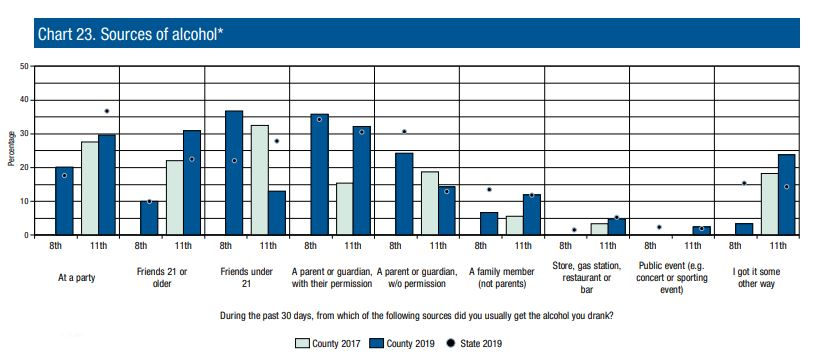 Chart 23. Sources of alcohol*
50
40
30
20
10
0
Percentage
8th 11th 8th 11th 8th 11th 8th 11th 8th 11th 8th 11th 8th 11th 8th 11th 8th 11th
At a party
Friends 21 or
older
Friends under
21
A parent or guardian,
with their permission
A parent or guardian,
w/o permission
A family member
(not parents)
Store, gas station,
restaurant or
bar
Public event (e.g.
concert or sporting
event)
I got it some
other way
During the past 30 days, from which of the following sources did you usually get the alcohol you drank?
County 2017 County 2019 State 2019